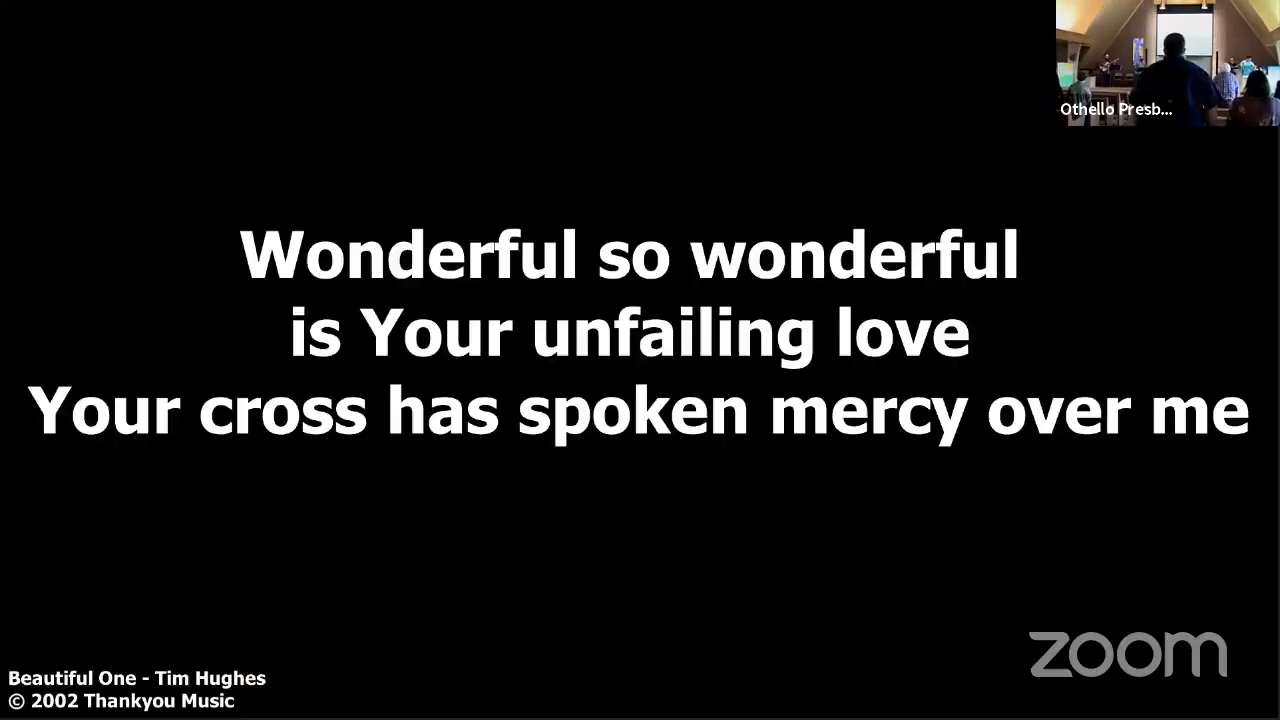 Othello Presb...
Wonderful so wonderful
is Your unfailing love
Your cross has spoken mercy over me
zoom
Beautiful One - Tim Hughes
© 2002 Thankyou Music